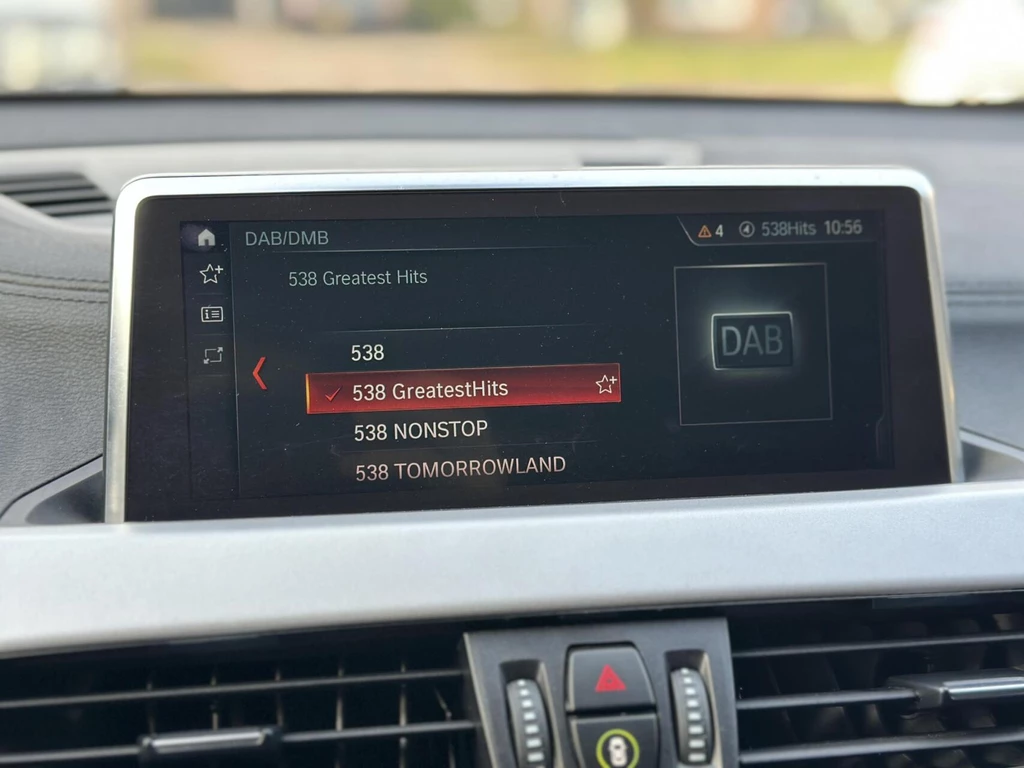 DAB/DMB
4 538Hits 10:56
538 Greatest Hits
DAB
538
538 GreatestHits
538 NONSTOP
538 TOMORROWLAND